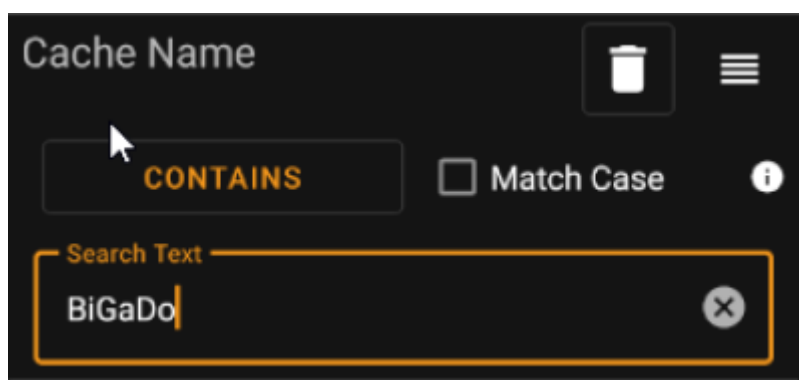 Cache Name
CONTAINS
Match Case
Search Text
BiGaDo